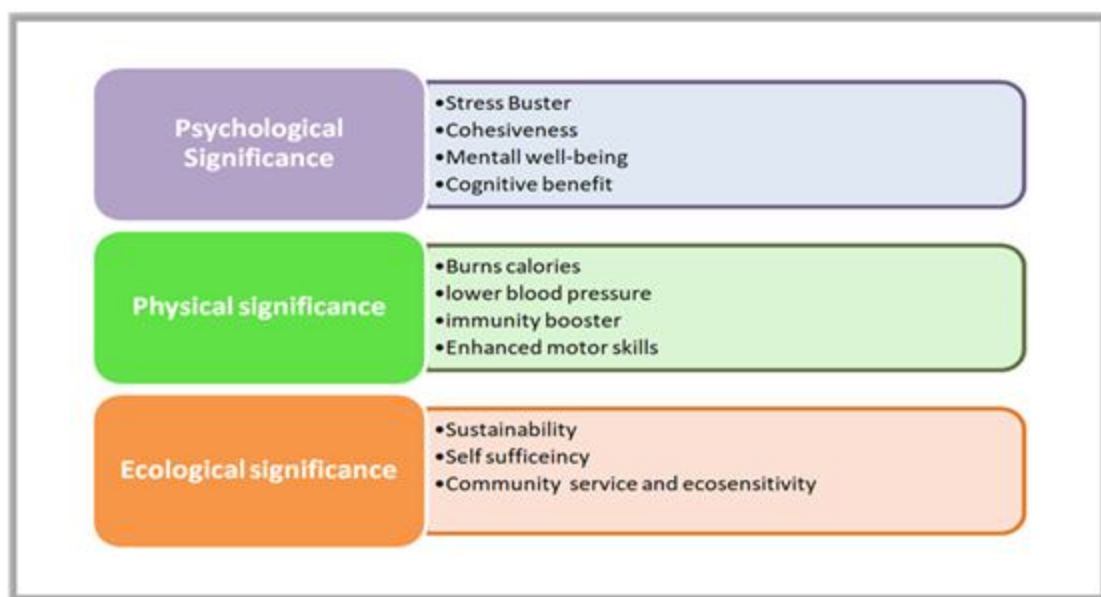 Psychological
Significance
•Stress Buster
•Cohesiveness
•Mentall well-being
•Cognitive benefit
Physical significance
•Burns calories
•lower blood pressure
•immunity booster
•Enhanced motor skills
Ecological significance
•Sustainability
•Self sufficeincy
•Community service and ecosensitivity